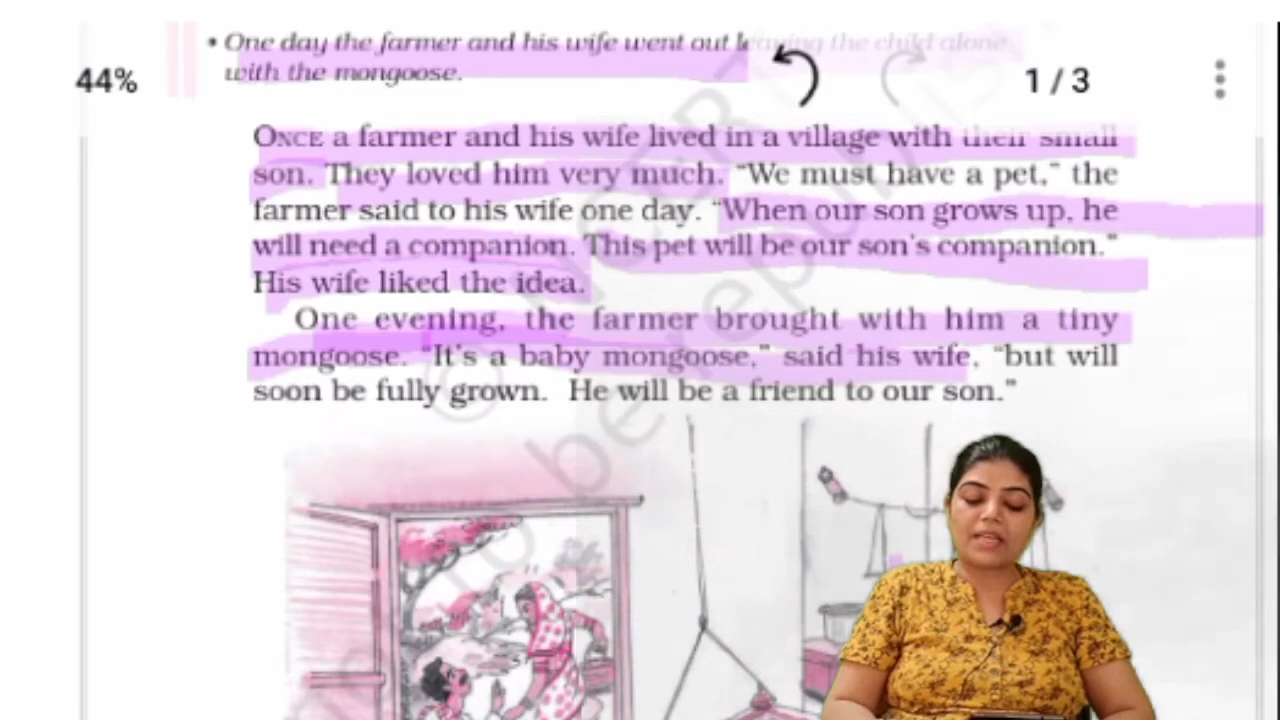 • One day the farmer and his wife went out leaving the child alone
with the mongoose.
44%
1 / 3
ONCE a farmer and his wife lived in a village with their small
son. They loved him very much. “We must have a pet,” the
farmer said to his wife one day. “When our son grows up, he
will need a companion. This pet will be our son’s companion.”
His wife liked the idea.
One evening, the farmer brought with him a tiny
mongoose. “It’s a baby mongoose,” said his wife, “but will
soon be fully grown. He will be a friend to our son.”